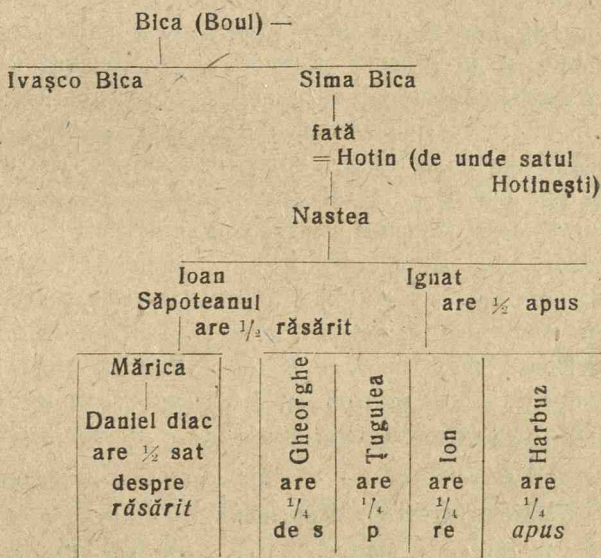 Bica (Boul) —
Ivaşco Bica Sima Bica
fată
= Hotin (de unde satul
Hotineşti)
Nastea
Ioan Ignat
Săpoteanul are ½ apus
are ½ răsărit
Mărica
Daniel diac
are ½ sat
despre
răsărit
Gheorghe Ţugulea Ion Harbuz
are are are are
¼ ¼ ¼ ¼
de s p re apus